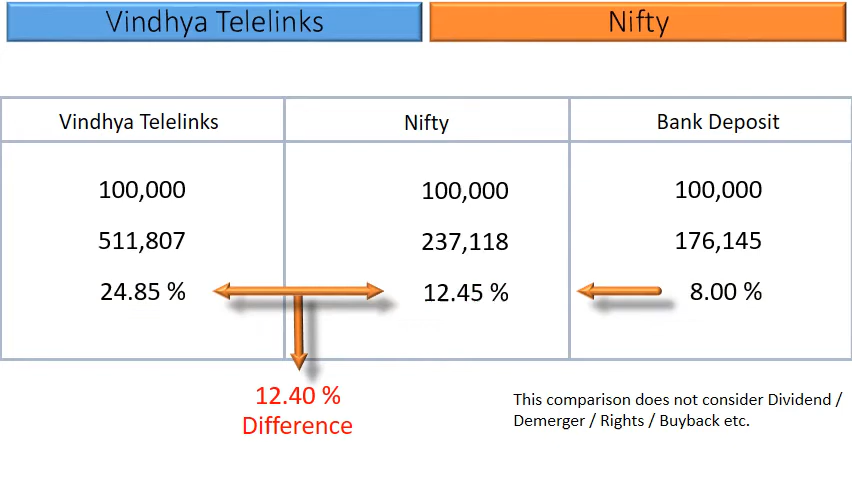 Vindhya Telelinks
Nifty
Vindhya Telelinks Nifty Bank Deposit
100,000 100,000 100,000
511,807 237,118 176,145
24.85 % 12.45 % 8.00 %
12.40 %
Difference
This comparison does not consider Dividend /
Demerger / Rights / Buyback etc.